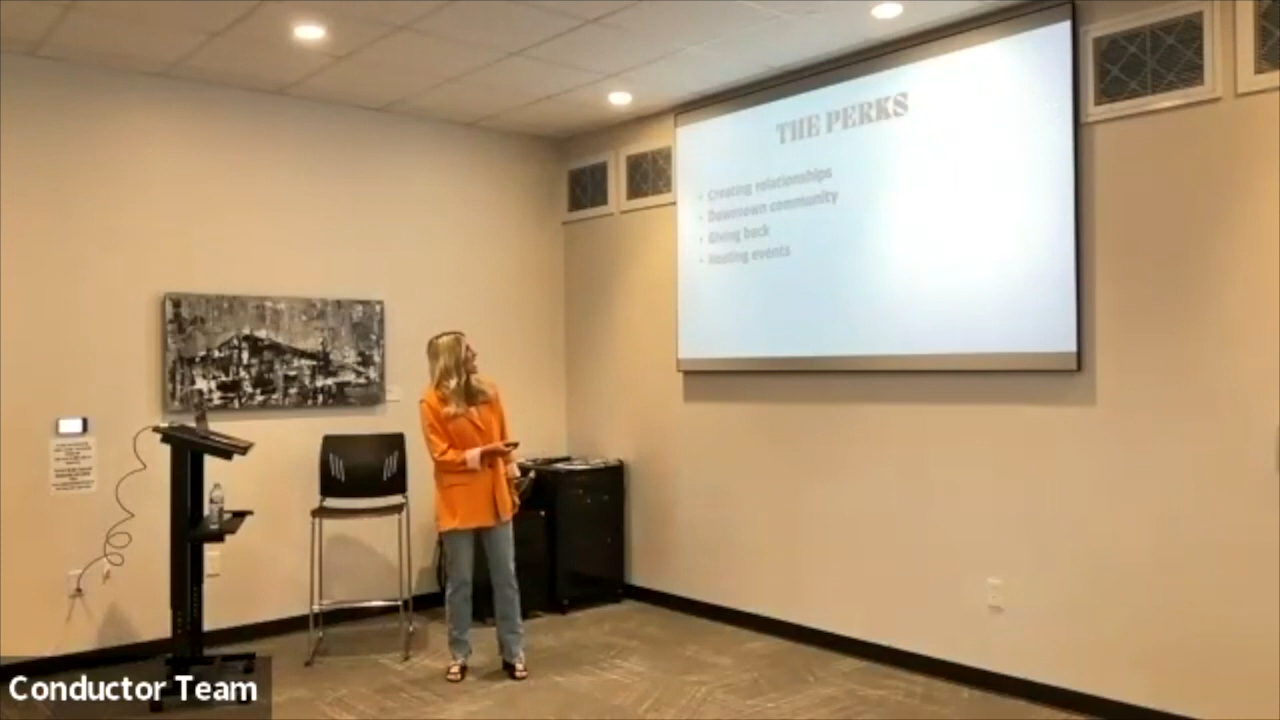 THE PERKS
• Creating relationships
• Downtown community
• Giving back
• Hosting events
Conductor Team